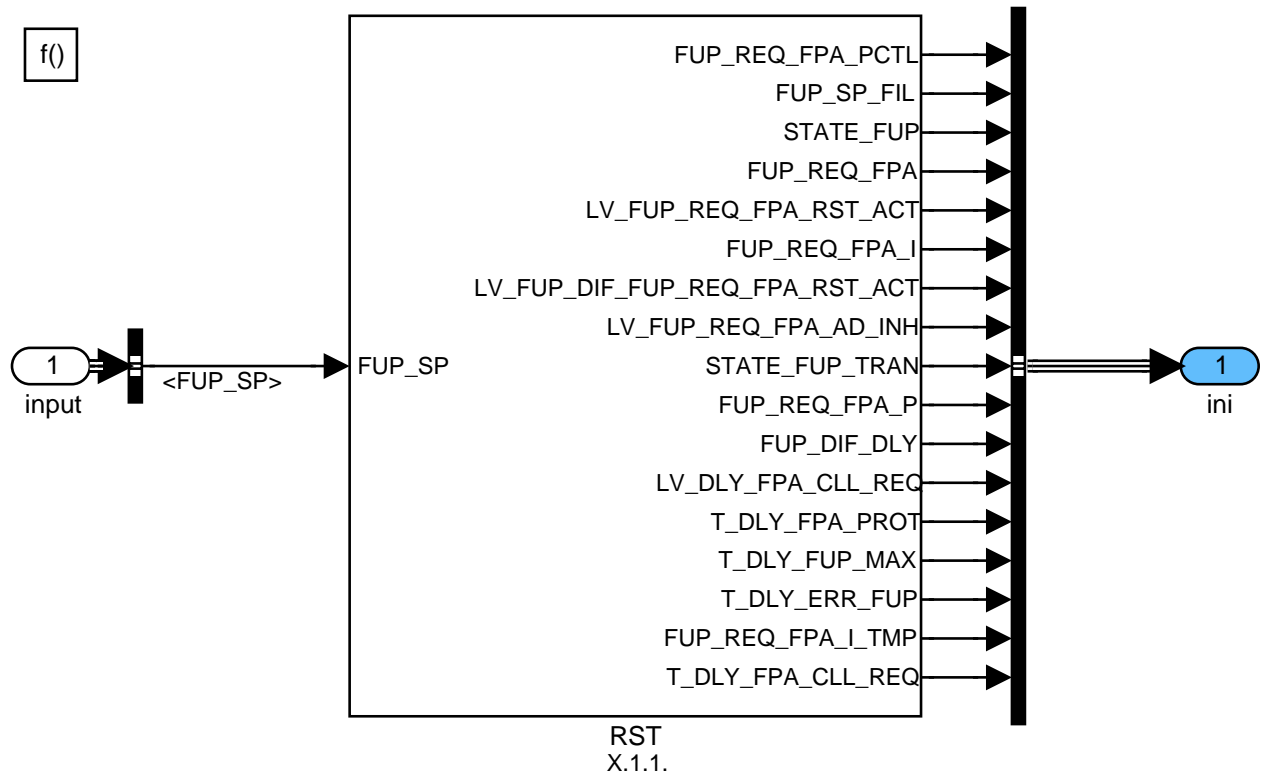 f()
FUP_REQ_FPA_PCTL
FUP_SP_FIL
STATE_FUP
FUP_REQ_FPA
LV_FUP_REQ_FPA_RST_ACT
FUP_REQ_FPA_I
LV_FUP_DIF_FUP_REQ_FPA_RST_ACT
LV_FUP_REQ_FPA_AD_INH
1
input
<FUP_SP>
FUP_SP
STATE_FUP_TRAN
1
ini
FUP_REQ_FPA_P
FUP_DIF_DLY
LV_DLY_FPA_CLL_REQ
T_DLY_FPA_PROT
T_DLY_FUP_MAX
T_DLY_ERR_FUP
FUP_REQ_FPA_I_TMP
T_DLY_FPA_CLL_REQ
RST
X.1.1.